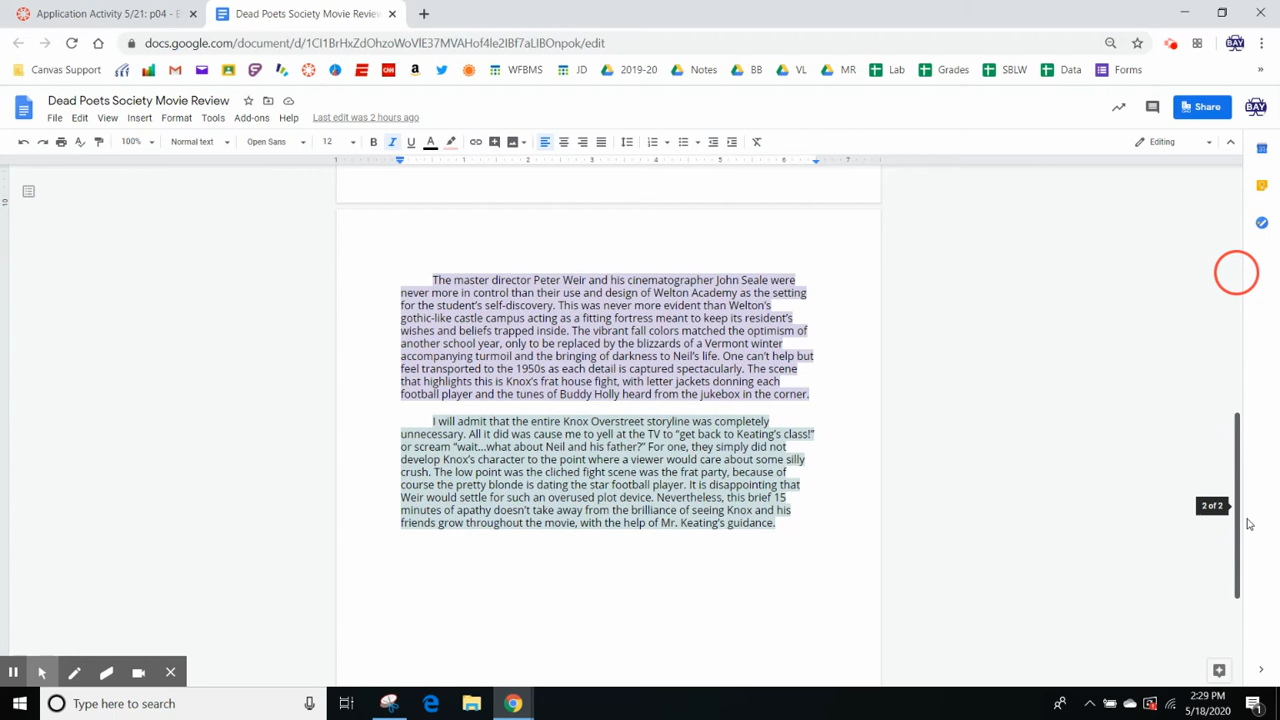 Application Activity 5/21: p04 - E
Dead Poets Society Movie Review
docs.google.com/document/d/1CI1BrHxZdOhzoWoVlE37MVAHof4le2IBf7aLIBOnpok/edit
Canvas Support
WFBMS
JD
2019-20
Notes
BB
VL
MR
Lab
Grades
SBLW
Data
Forms
Dead Poets Society Movie Review
File Edit View Insert Format Tools Add-ons Help Last edit was 2 hours ago
Share
BAY
100% Normal text Open Sans 12 B I U A Editing
1 1 2 3 4 5 6 7
The master director Peter Weir and his cinematographer John Seale were
never more in control than their use and design of Welton Academy as the setting
for the student's self-discovery. This was never more evident than Welton's
gothic-like castle campus acting as a fitting fortress meant to keep its resident's
wishes and beliefs trapped inside. The vibrant fall colors matched the optimism of
another school year, only to be replaced by the blizzards of a Vermont winter
accompanying turmoil and the bringing of darkness to Neil's life. One can't help but
feel transported to the 1950s as each detail is captured spectacularly. The scene
that highlights this is Knox's frat house fight, with letter jackets donning each
football player and the tunes of Buddy Holly heard from the jukebox in the corner.
I will admit that the entire Knox Overstreet storyline was completely
unnecessary. All it did was cause me to yell at the TV to “get back to Keating's class!”
or scream “wait...what about Neil and his father?” For one, they simply did not
develop Knox's character to the point where a viewer would care about some silly
crush. The low point was the cliched fight scene was the frat party, because of
course the pretty blonde is dating the star football player. It is disappointing that
Weir would settle for such an overused plot device. Nevertheless, this brief 15
minutes of apathy doesn't take away from the brilliance of seeing Knox and his
friends grow throughout the movie, with the help of Mr. Keating's guidance.
2 of 2
Type here to search
2:29 PM
5/18/2020